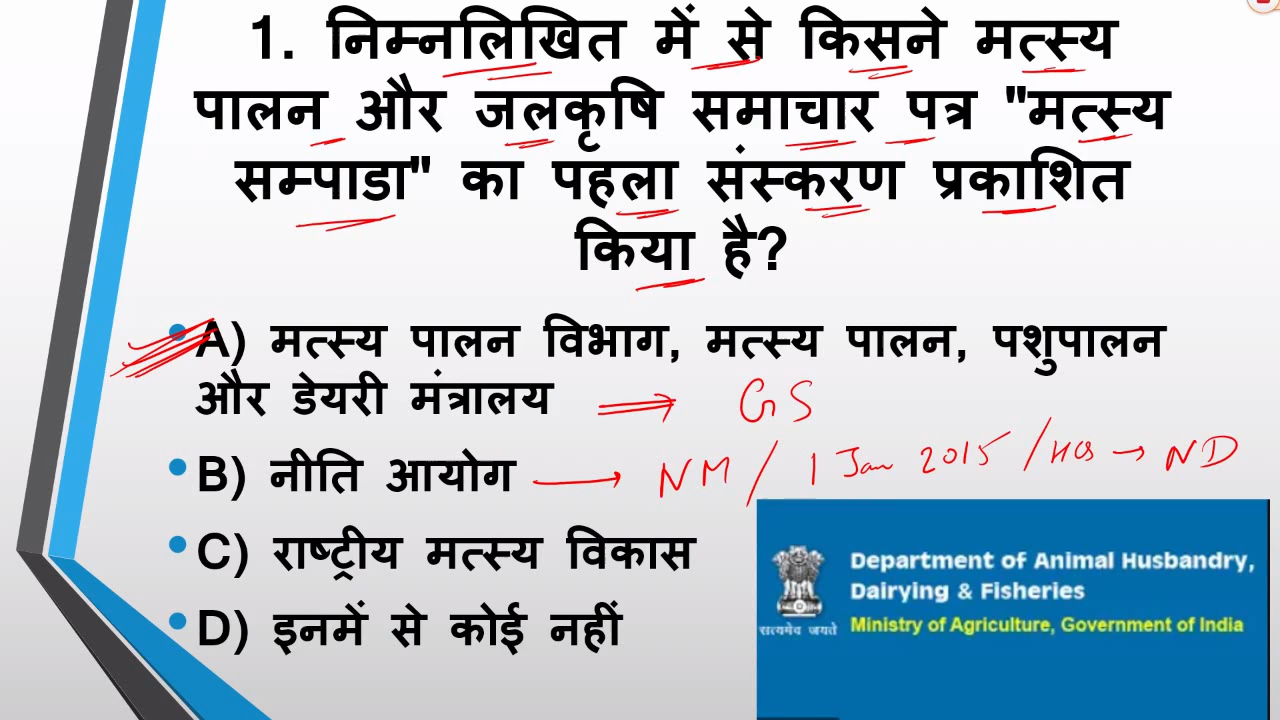 1. निम्नलिखित में से किसने मत्स्य
पालन और जलकृषि समाचार पत्र "मत्स्य
सम्पाडा" का पहला संस्करण प्रकाशित
किया है?
A) मत्स्य पालन विभाग, मत्स्य पालन, पशुपालन
और डेयरी मंत्रालय GS
B) नीति आयोग NM / 1 Jan 2015 / HQs → ND
C) राष्ट्रीय मत्स्य विकास
D) इनमें से कोई नहीं
Department of Animal Husbandry,
Dairying & Fisheries
Ministry of Agriculture, Government of India
सत्यमेव जयते